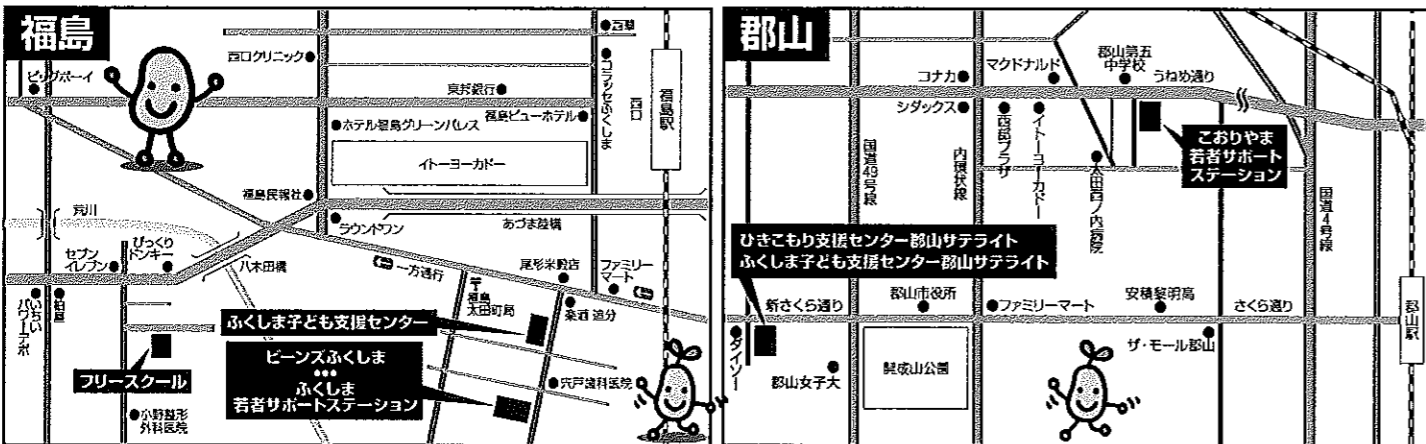 福島
西口クリニック
ビッグボーイ
東邦銀行
福島ビューホテル
コラッセふくしま
西口
福島駅
ホテル福島グリーンパレス
イトーヨーカドー
福島民報社
荒川
ラウンドワン
あづま陸橋
セブン
イレブン
びっくり
ドンキー
八木田橋
一方通行
尾形米穀店
ファミリー
マート
福島
太田町局
いちい
パワーデポ
柏屋
楽酒 追分
ふくしま子ども支援センター
ビーンズふくしま
•••
ふくしま
若者サポートステーション
フリースクール
小野整形
外科医院
宍戸歯科医院
郡山
郡山第五
中学校
コナカ
マクドナルド
うねめ通り
シダックス
西部プラザ
イトーヨーカドー
こおりやま
若者サポート
ステーション
国道49号線
内環状線
太田西ノ内病院
国道4号線
ひきこもり支援センター郡山サテライト
ふくしま子ども支援センター郡山サテライト
新さくら通り
郡山市役所
ファミリーマート
安積黎明高
さくら通り
郡山駅
ダイソー
郡山女子大
開成山公園
ザ・モール郡山